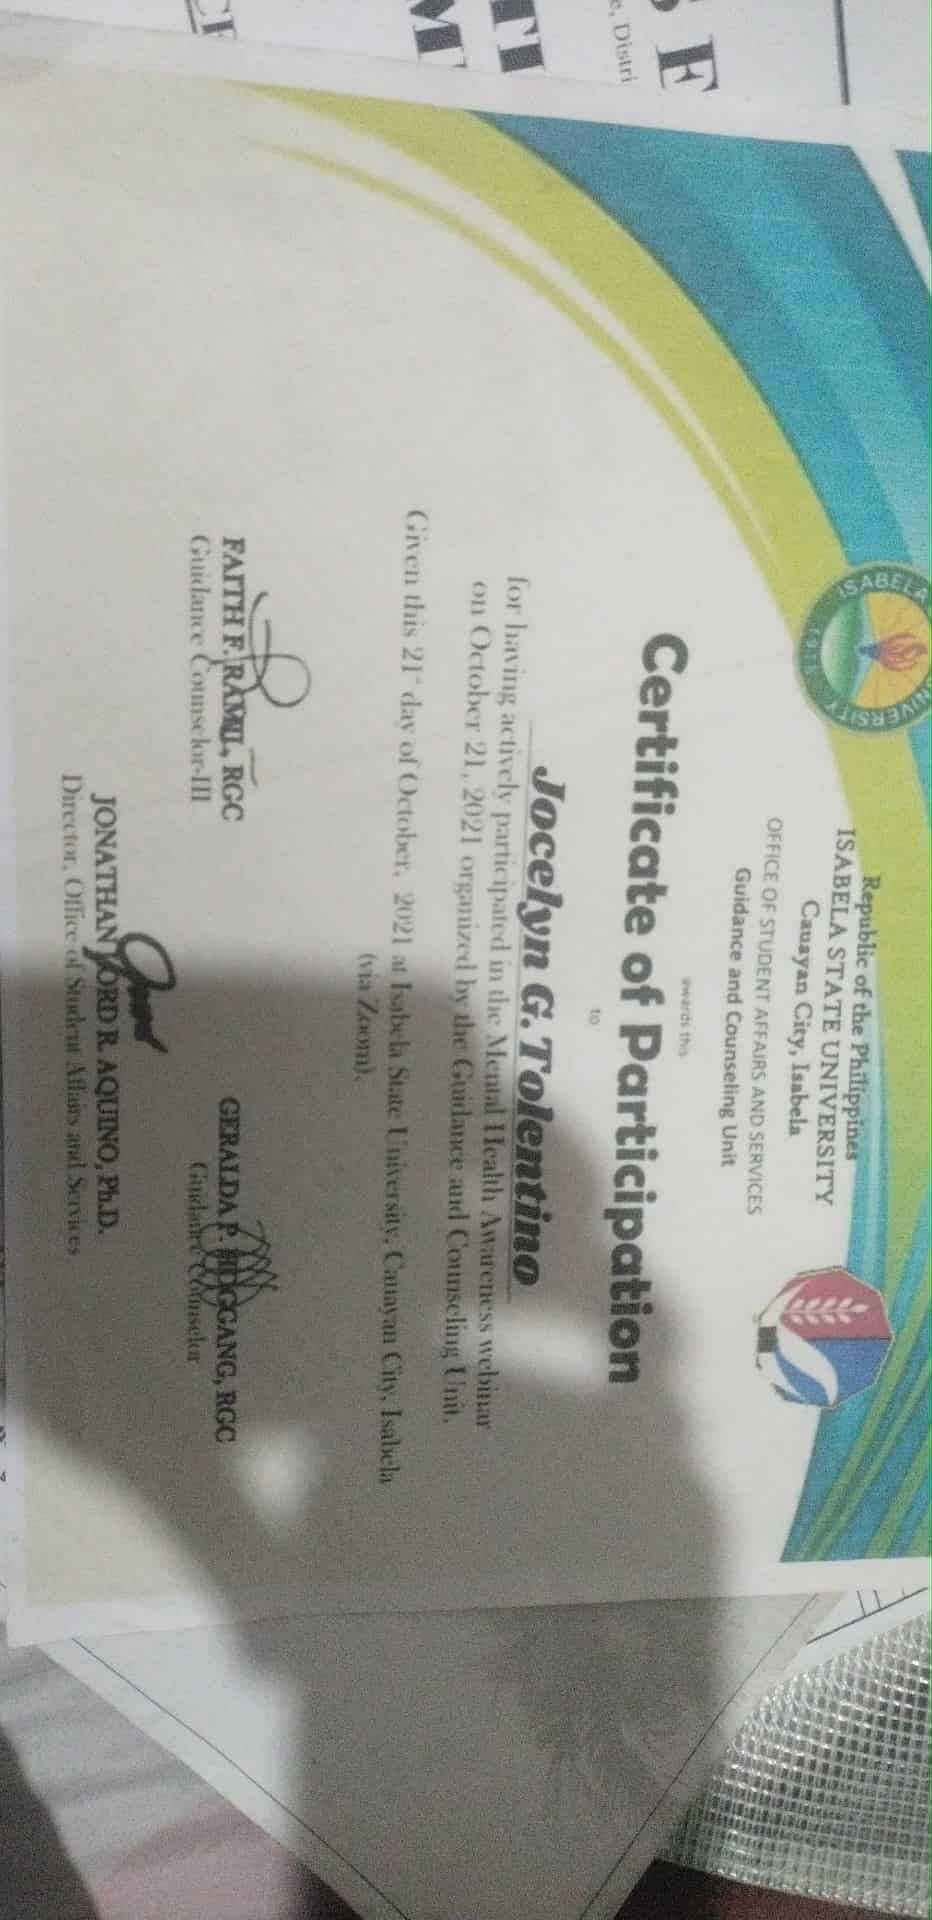 Republic of the Philippines
ISABELA STATE UNIVERSITY
Cauayan City, Isabela
OFFICE OF STUDENT AFFAIRS AND SERVICES
Guidance and Counseling Unit
awards this
Certificate of Participation
to
Jocelyn G. Tolentino
for having actively participated in the Mental Health Awareness webinar
on October 21, 2021 organized by the Guidance and Counseling Unit.
Given this 21st day of October, 2021 at Isabela State University, Cauayan City, Isabela
(via Zoom).
FAITH F. RAMIL, RGC
Guidance Counselor-III
GERALDA P. RGC
Guidance Counselor
JONATHAN R. AQUINO, Ph.D.
Director, Office of Student Affairs and Services
ISABELA UNIVERSITY
S E
e, Distri
TI
M